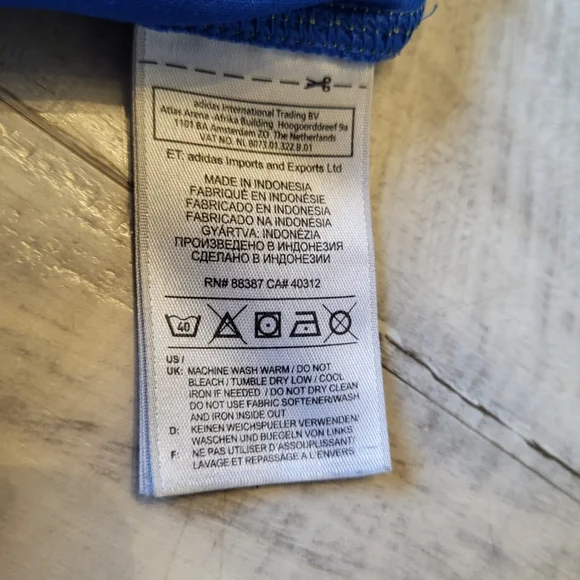 adidas International Trading BV
Atlas Arena -Afrika Building Hoogoorddreef 9a
1101 BA Amsterdam ZO The Netherlands
VAT NO. NL 8073.01.322.B.01
ET. adidas Imports and Exports Ltd
MADE IN INDONESIA
FABRIQUÉ EN INDONÉSIE
FABRICADO EN INDONESIA
FABRICADO NA INDONÉSIA
GYÁRTVA: INDONÉZIA
ПРОИЗВЕДЕНО В ИНДОНЕЗИИ
СДЕЛАНО В ИНДОНЕЗИИ
RN# 88387 CA# 40312
40
US /
UK: MACHINE WASH WARM / DO NOT
BLEACH / TUMBLE DRY LOW / COOL
IRON IF NEEDED / DO NOT DRY CLEAN
DO NOT USE FABRIC SOFTENER/WASH
AND IRON INSIDE OUT
D: KEINEN WEICHSPUELER VERWENDEN/
WASCHEN UND BUEGELN VON LINKS
F: NE PAS UTILISER D'ASSOUPLISSANT/
LAVAGE ET REPASSAGE A L'ENVERS